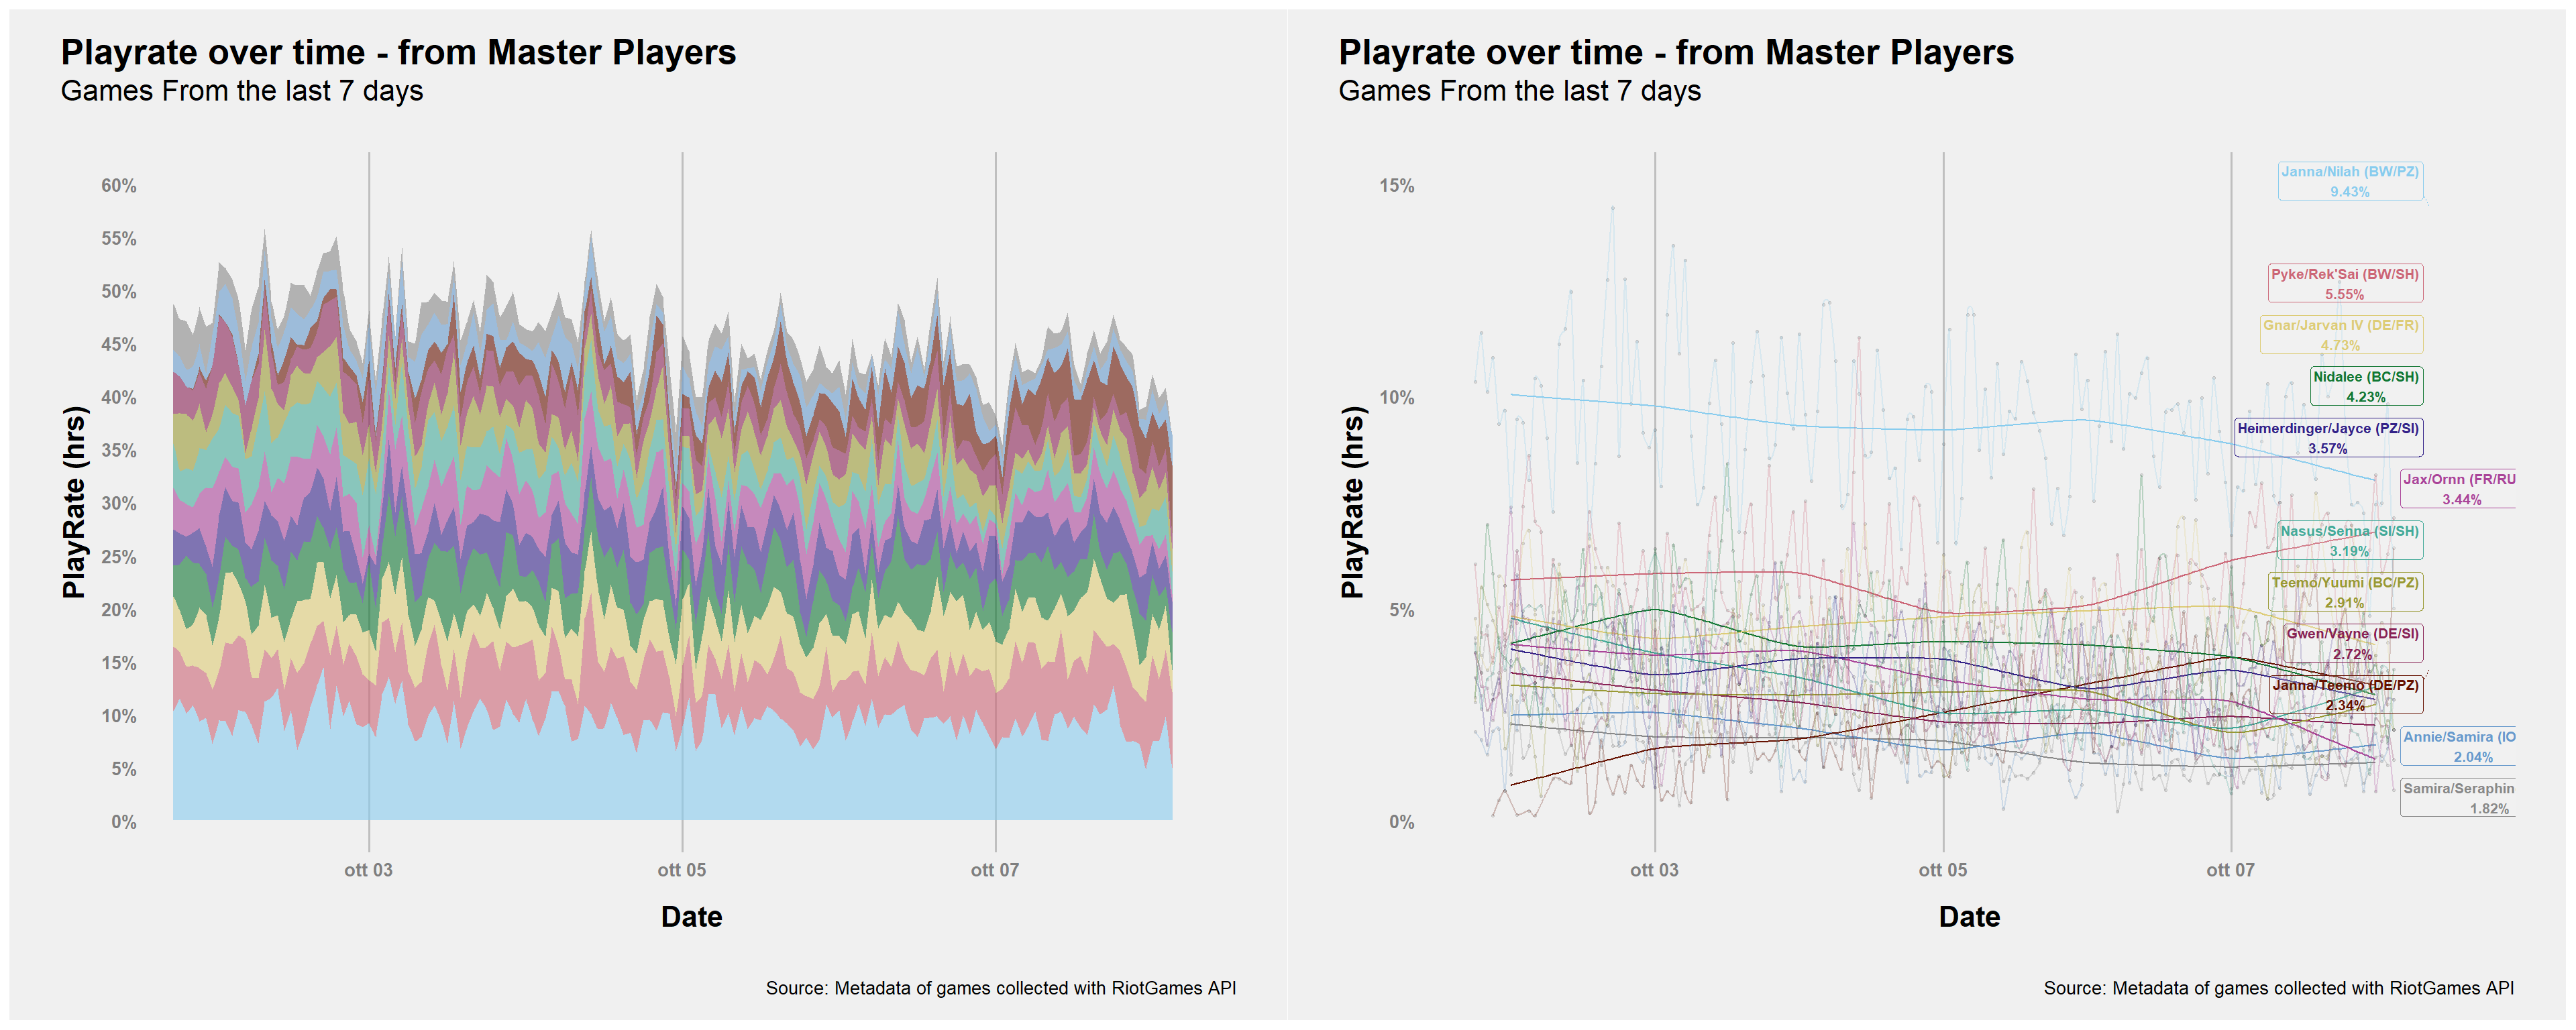 Playrate over time - from Master Players
Games From the last 7 days
60%
55%
50%
45%
40%
35%
30%
25%
20%
15%
10%
5%
0%
PlayRate (hrs)
ott 03
ott 05
ott 07
Date
Source: Metadata of games collected with RiotGames API
Playrate over time - from Master Players
Games From the last 7 days
15%
10%
5%
0%
PlayRate (hrs)
Janna/Nilah (BW/PZ)
9.43%
Pyke/Rek'Sai (BW/SH)
5.55%
Gnar/Jarvan IV (DE/FR)
4.73%
Nidalee (BC/SH)
4.23%
Heimerdinger/Jayce (PZ/SI)
3.57%
Jax/Ornn (FR/RU
3.44%
Nasus/Senna (SI/SH)
3.19%
Teemo/Yuumi (BC/PZ)
2.91%
Gwen/Vayne (DE/SI)
2.72%
Janna/Teemo (DE/PZ)
2.34%
Annie/Samira (IO
2.04%
Samira/Seraphin
1.82%
ott 03
ott 05
ott 07
Date
Source: Metadata of games collected with RiotGames API